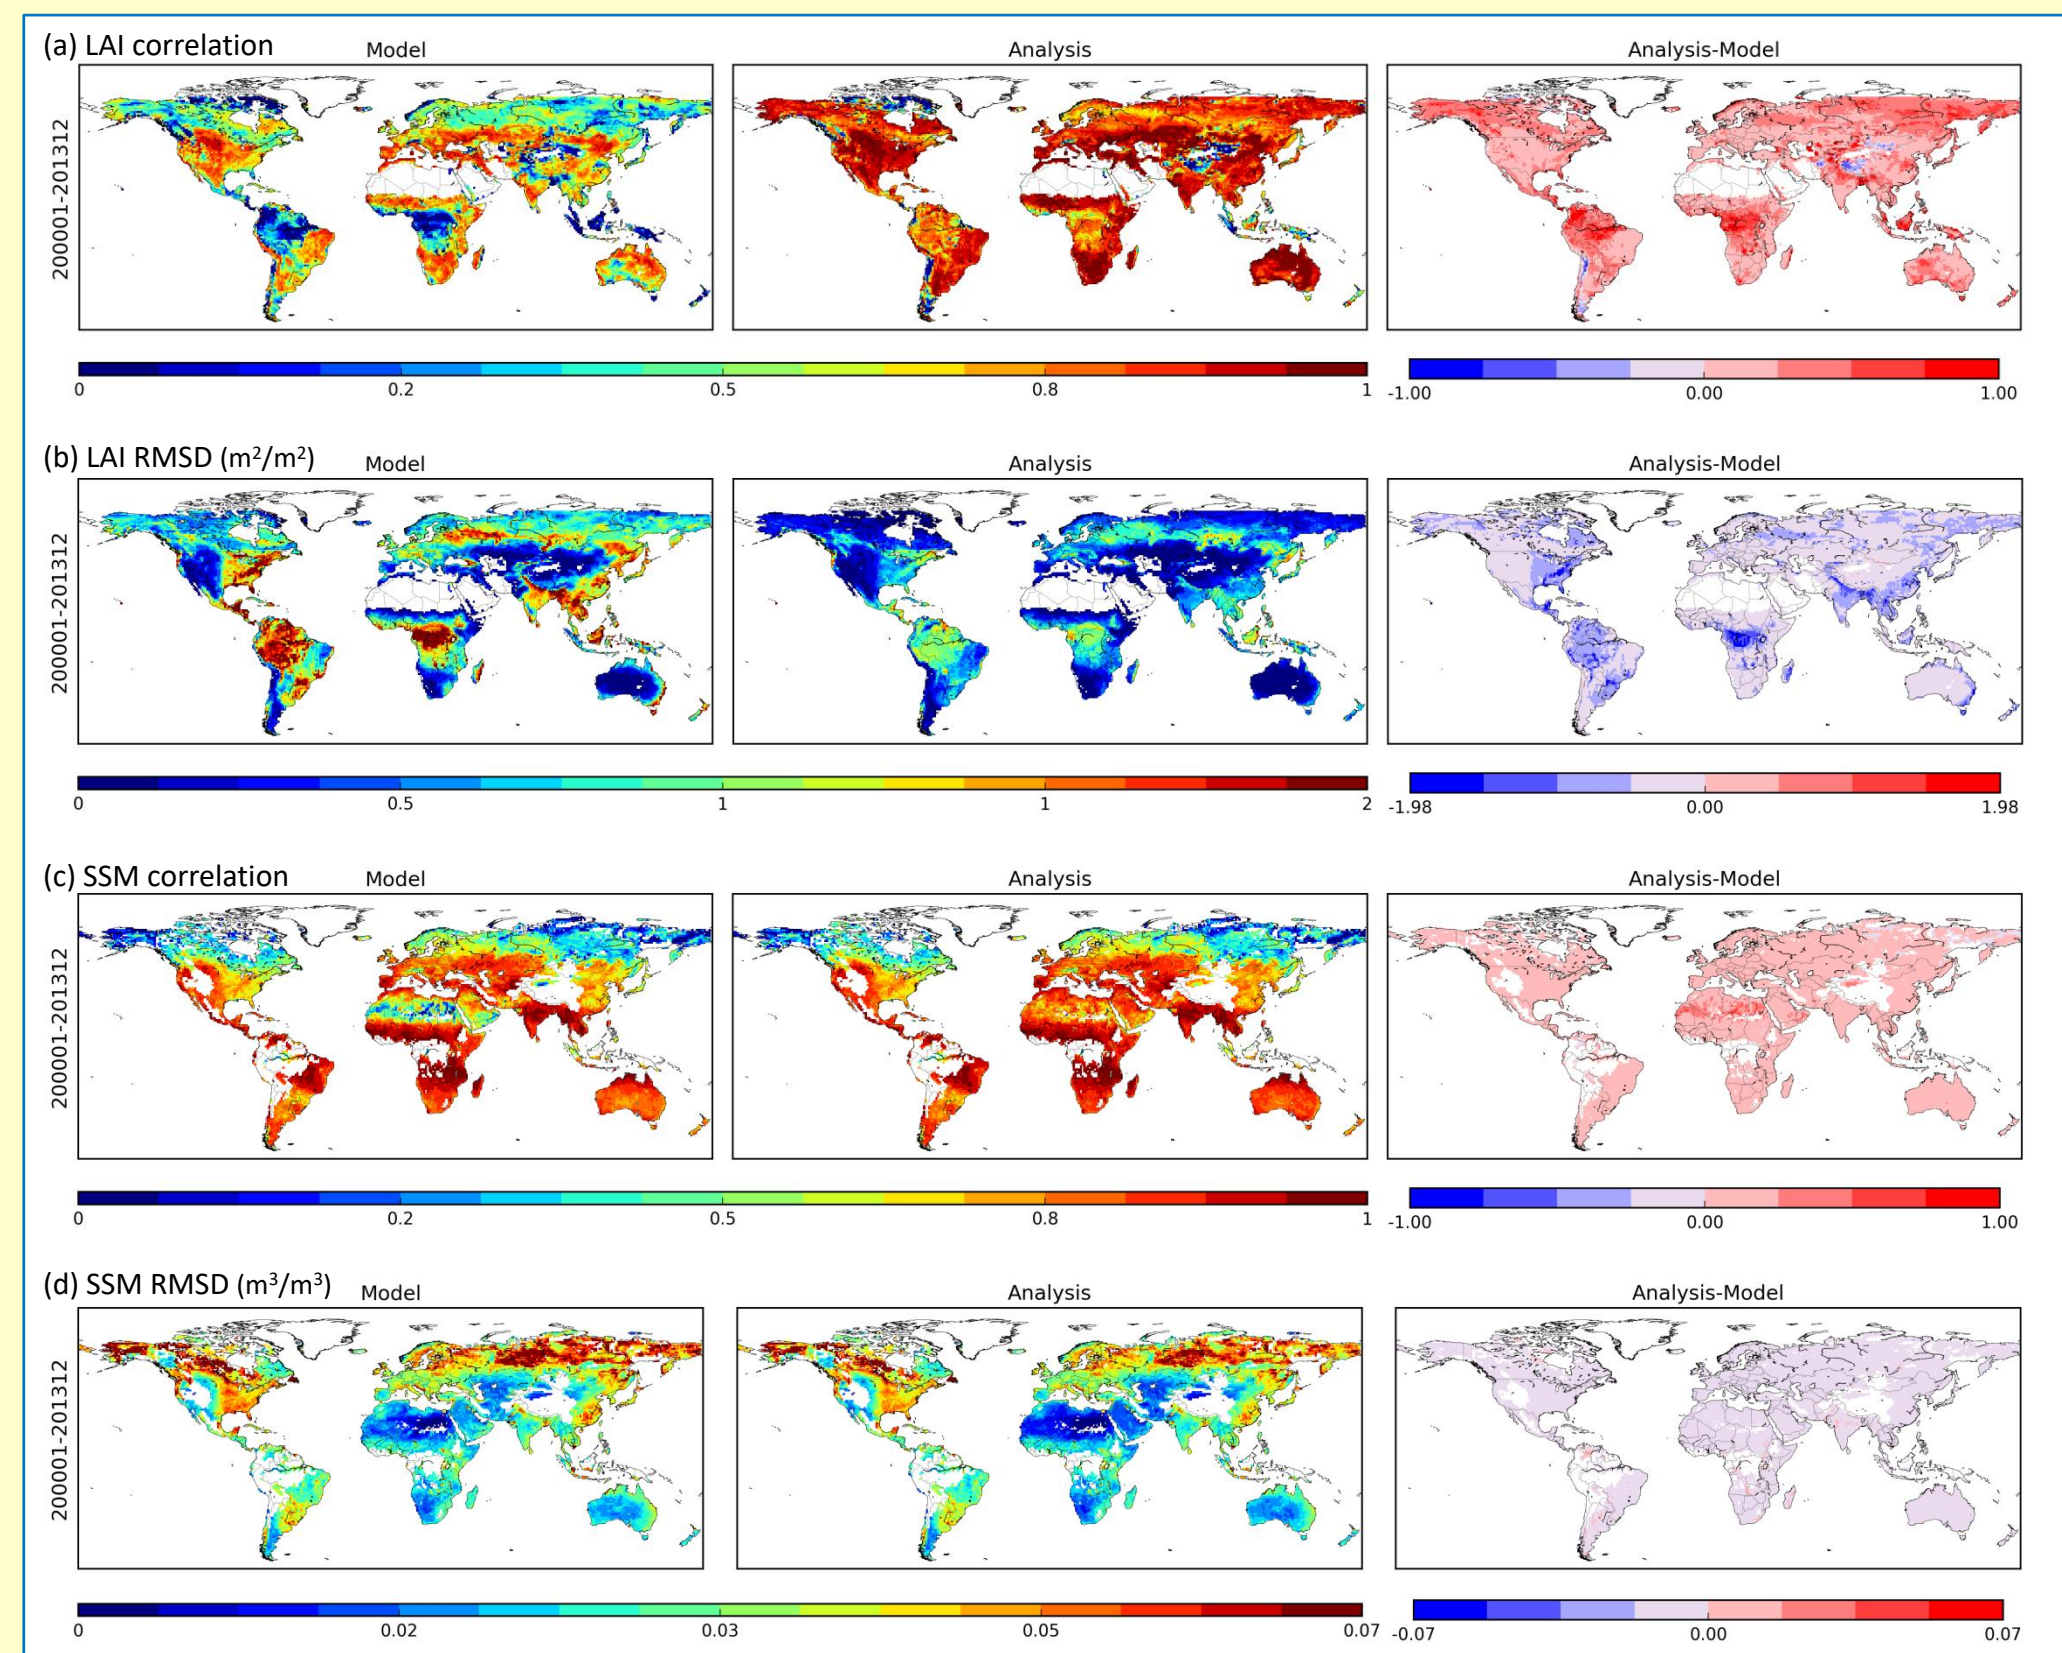 (a) LAI correlation
Model
Analysis
Analysis-Model
200001-201312
0 0.2 0.5 0.8 1
-1.00 0.00 1.00
(b) LAI RMSD (m²/m²)
Model
Analysis
Analysis-Model
200001-201312
0 0.5 1 1 2
-1.98 0.00 1.98
(c) SSM correlation
Model
Analysis
Analysis-Model
200001-201312
0 0.2 0.5 0.8 1
-1.00 0.00 1.00
(d) SSM RMSD (m³/m³)
Model
Analysis
Analysis-Model
200001-201312
0 0.02 0.03 0.05 0.07
-0.07 0.00 0.07